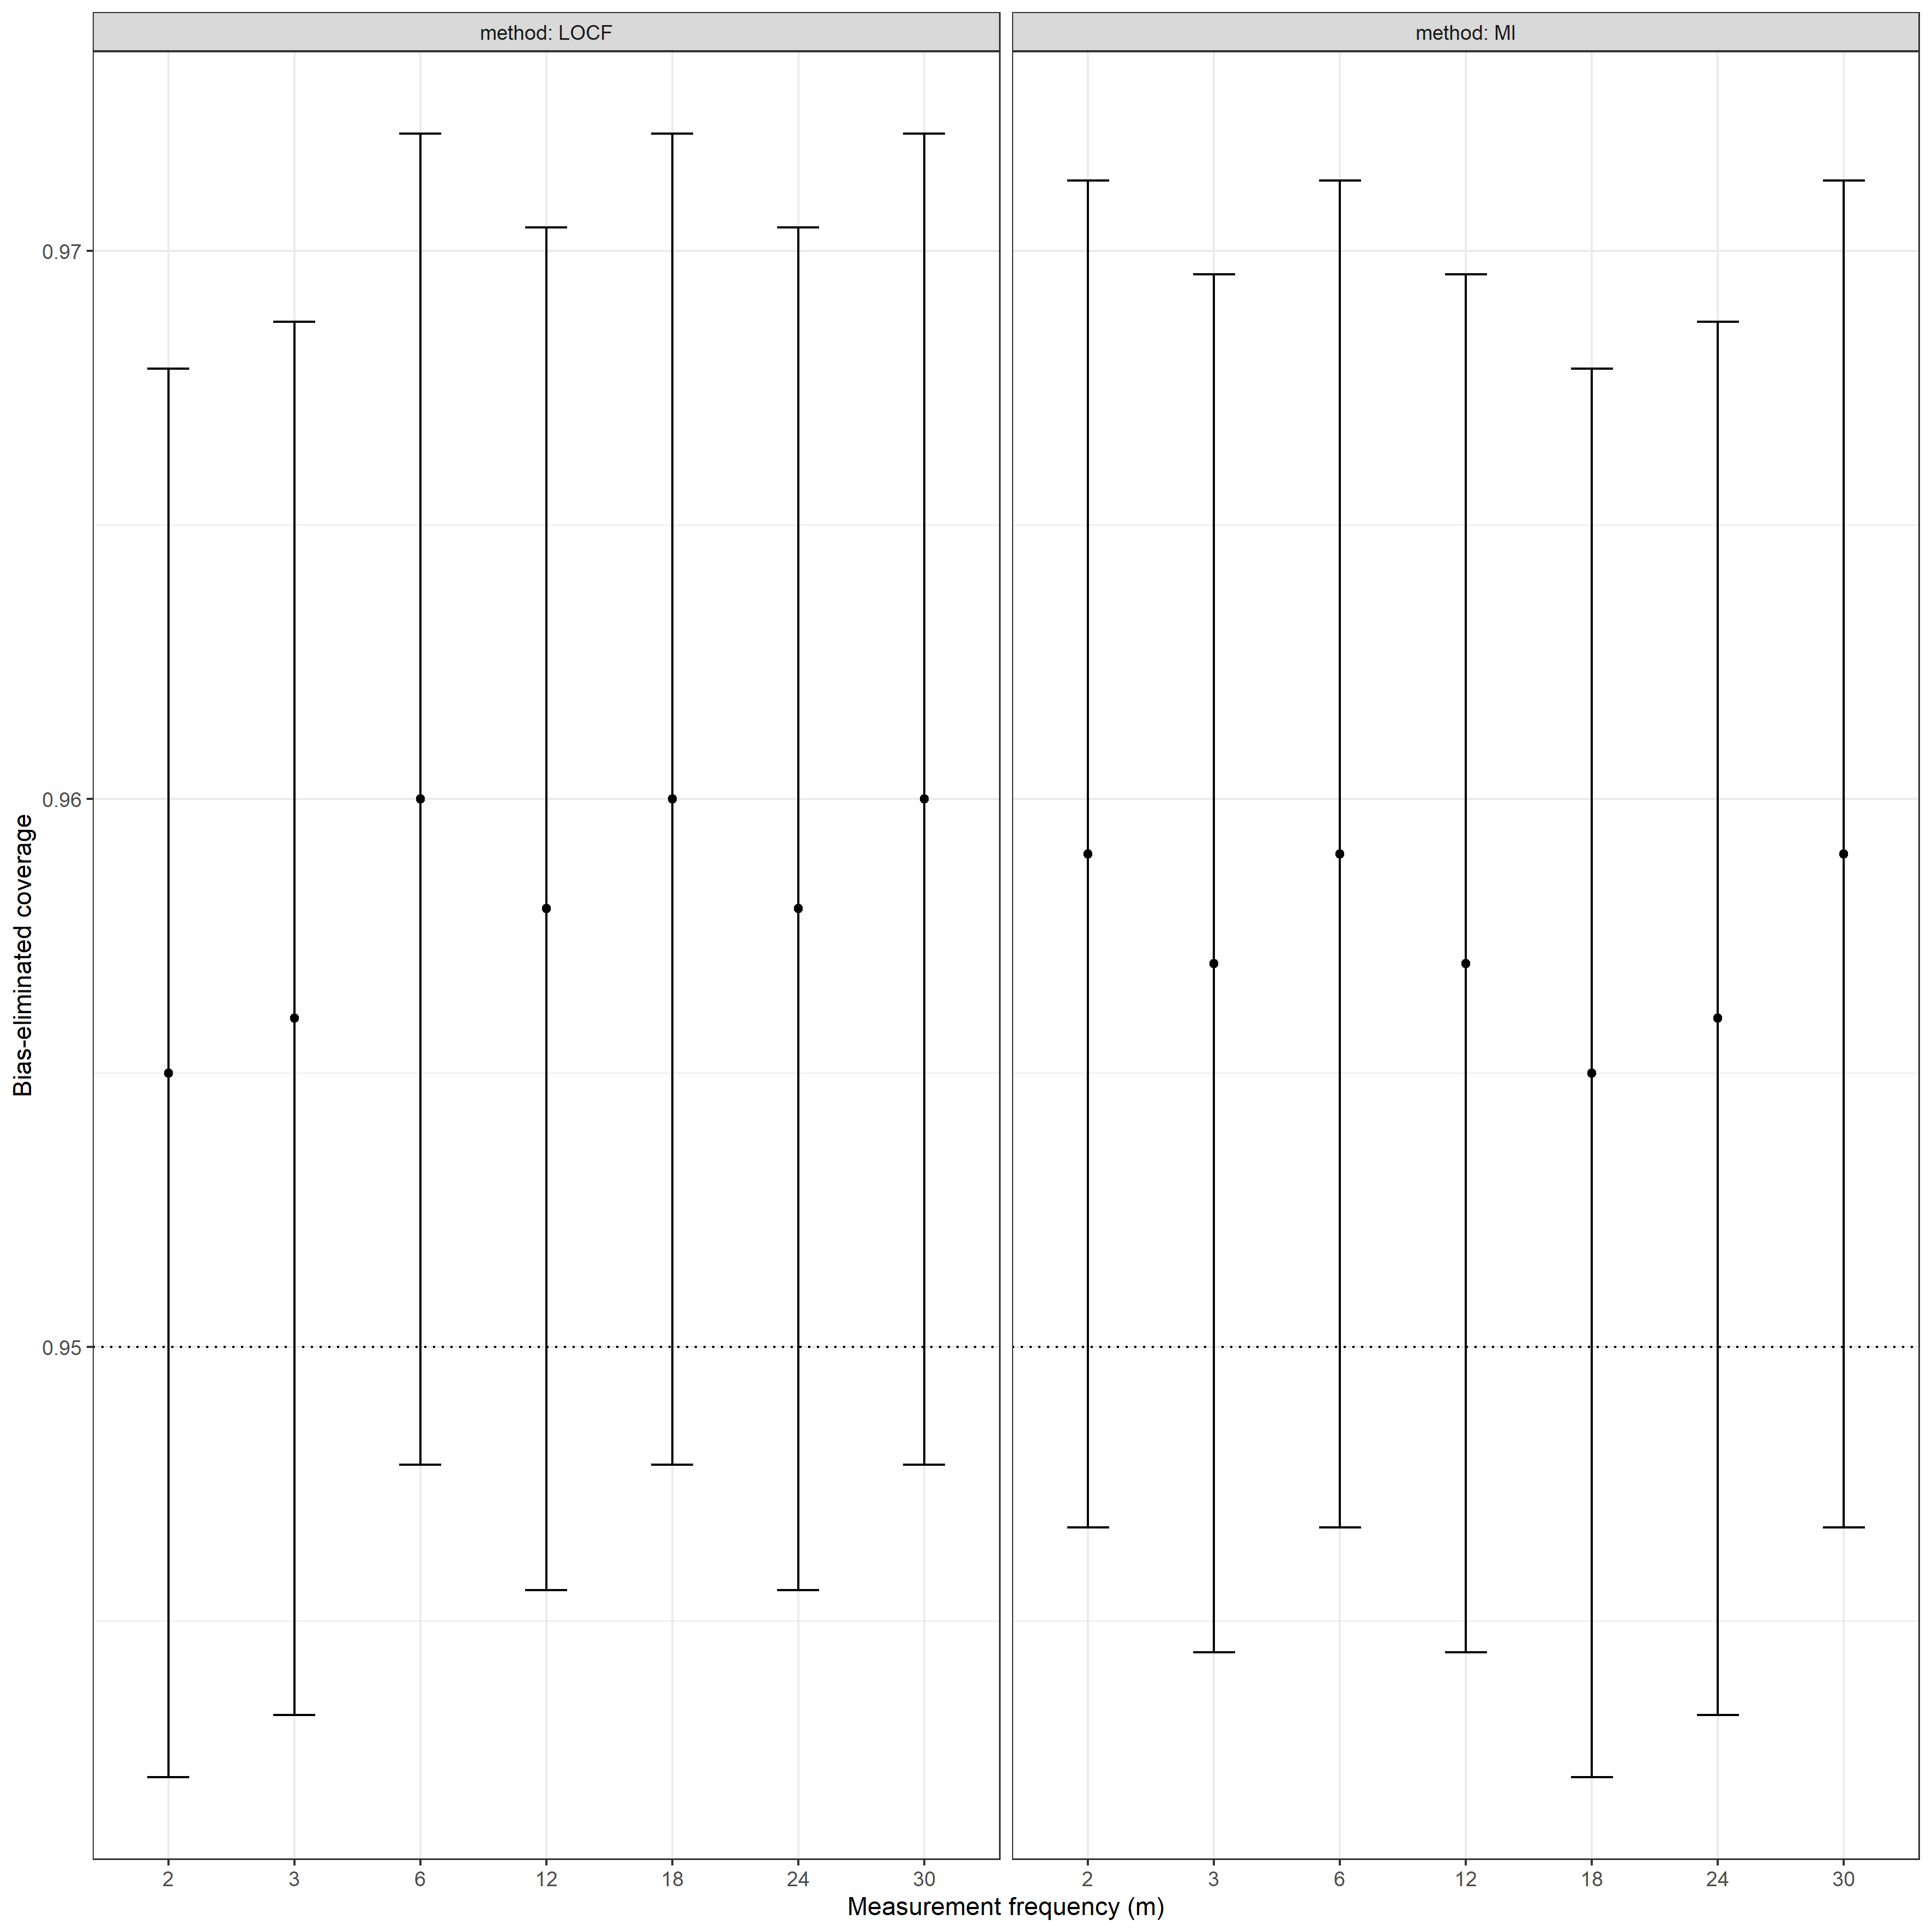 method: LOCF
method: MI
Bias-eliminated coverage
0.97
0.96
0.95
2 3 6 12 18 24 30
2 3 6 12 18 24 30
Measurement frequency (m)